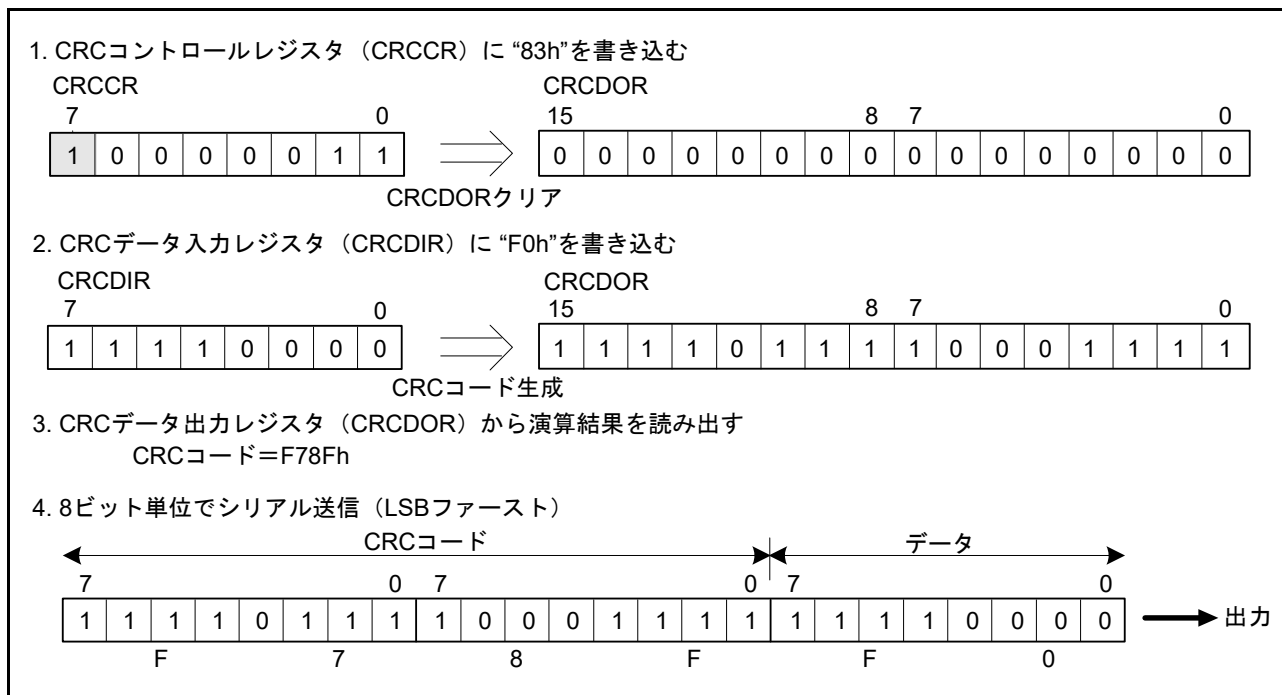 1. CRCコントロールレジスタ（CRCCR）に “83h”を書き込む
CRCCR CRCDOR
7 0 15 8 7 0
1 0 0 0 0 0 1 1 0 0 0 0 0 0 0 0 0 0 0 0 0 0 0 0
CRCDORクリア
2. CRCデータ入力レジスタ（CRCDIR）に “F0h”を書き込む
CRCDIR CRCDOR
7 0 15 8 7 0
1 1 1 1 0 0 0 0 1 1 1 1 0 1 1 1 1 0 0 0 1 1 1 1
CRCコード生成
3. CRCデータ出力レジスタ（CRCDOR）から演算結果を読み出す
CRCコード＝F78Fh
4. 8ビット単位でシリアル送信（LSBファースト）
CRCコード データ
7 0 7 0 7 0
1 1 1 1 0 1 1 1 1 0 0 0 1 1 1 1 1 1 1 1 0 0 0 0 出力
F 7 8 F F 0